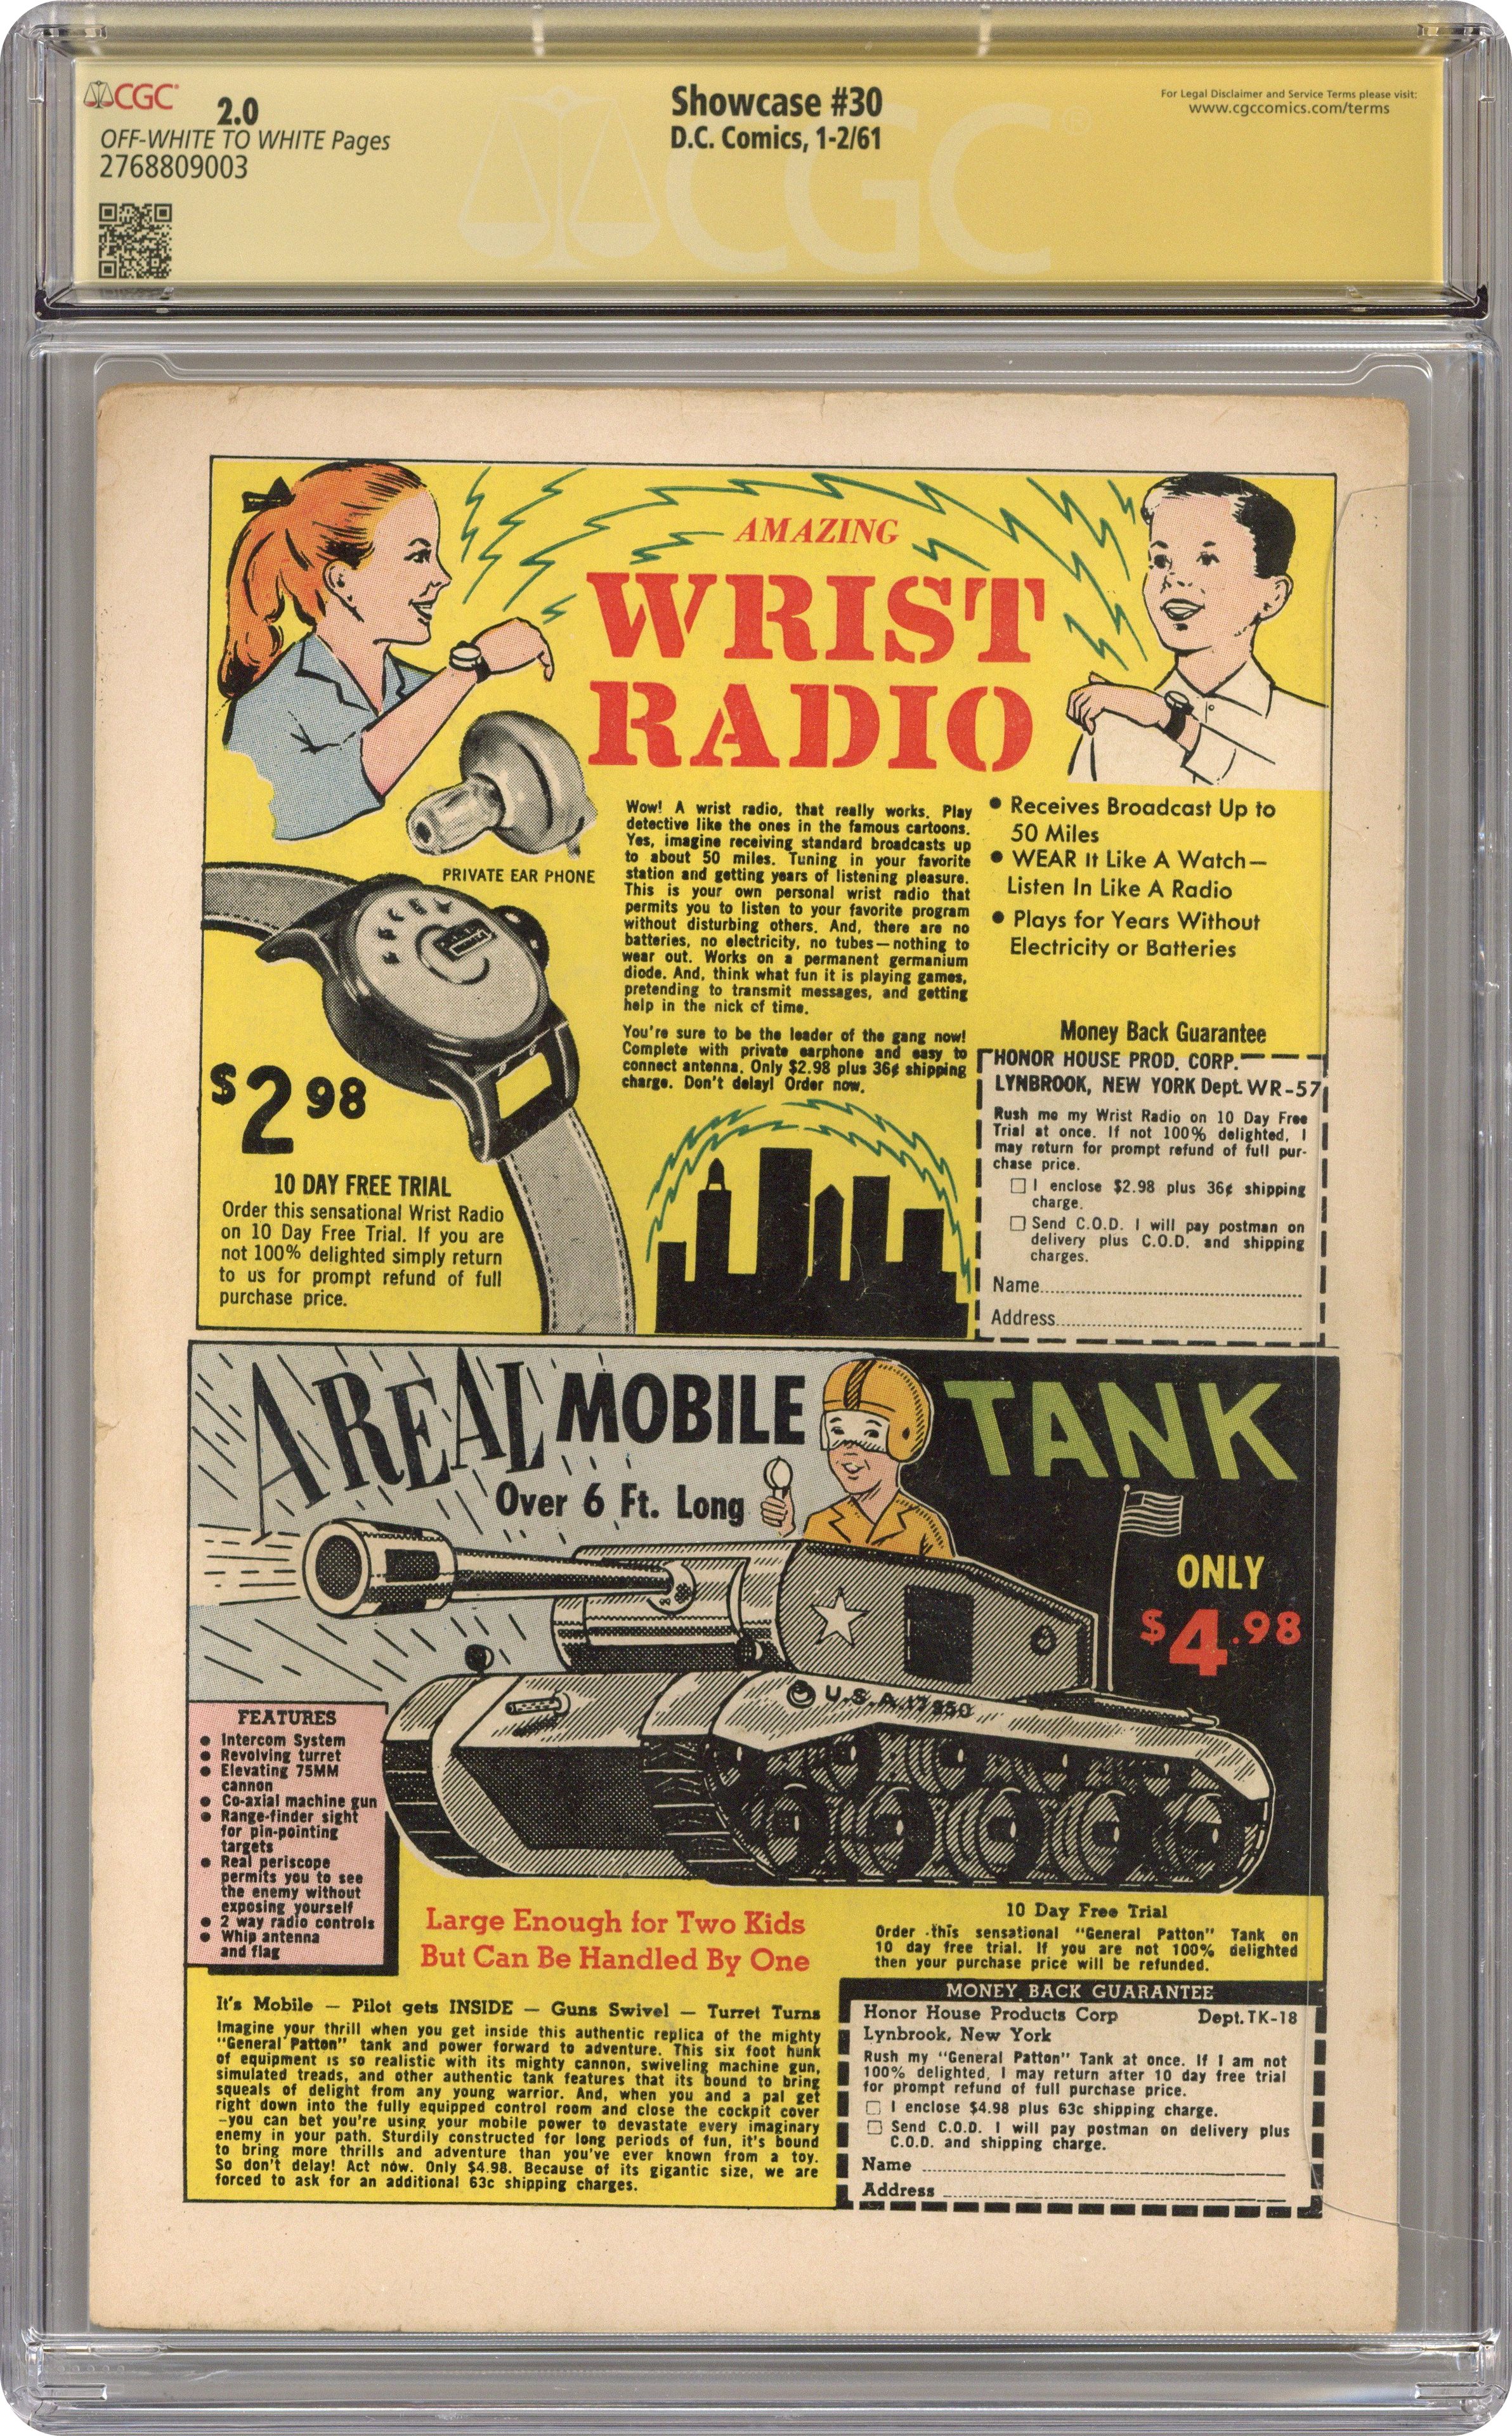 CGC
2.0
OFF-WHITE TO WHITE Pages
2768809003
Showcase #30
D.C. Comics, 1-2/61
For Legal Disclaimer and Service Terms please visit:
www.cgccomics.com/terms
CGC
AMAZING
WRIST
RADIO
PRIVATE EAR PHONE
Wow! A wrist radio, that really works. Play
detective like the ones in the famous cartoons.
Yes, imagine receiving standard broadcasts up
to about 50 miles. Tuning in your favorite
station and getting years of listening pleasure.
This is your own personal wrist radio that
permits you to listen to your favorite program
without disturbing others. And, there are no
batteries, no electricity, no tubes—nothing to
wear out. Works on a permanent germanium
diode. And, think what fun it is playing games,
pretending to transmit messages, and getting
help in the nick of time.
You're sure to be the leader of the gang now!
Complete with private earphone and easy to
connect antenna. Only $2.98 plus 36¢ shipping
charge. Don't delay! Order now.
● Receives Broadcast Up to
50 Miles
● WEAR It Like A Watch—
Listen In Like A Radio
● Plays for Years Without
Electricity or Batteries
$2 98
10 DAY FREE TRIAL
Order this sensational Wrist Radio
on 10 Day Free Trial. If you are
not 100% delighted simply return
to us for prompt refund of full
purchase price.
Money Back Guarantee
HONOR HOUSE PROD. CORP.
LYNBROOK, NEW YORK Dept. WR-57
Rush me my Wrist Radio on 10 Day Free
Trial at once. If not 100% delighted, I
may return for prompt refund of full pur-
chase price.
□ I enclose $2.98 plus 36¢ shipping
charge.
□ Send C.O.D. I will pay postman on
delivery plus C.O.D. and shipping
charges.
Name
Address
A REAL MOBILE TANK
Over 6 Ft. Long
ONLY
$4.98
U.S.A.
FEATURES
● Intercom System
● Revolving turret
● Elevating 75MM
cannon
● Co-axial machine gun
● Range-finder sight
for pin-pointing
targets
● Real periscope
permits you to see
the enemy without
exposing yourself
● 2 way radio controls
● Whip antenna
and flag
Large Enough for Two Kids
But Can Be Handled By One
10 Day Free Trial
Order this sensational "General Patton" Tank on
10 day free trial. If you are not 100% delighted
then your purchase price will be refunded.
It's Mobile — Pilot gets INSIDE — Guns Swivel — Turret Turns
Imagine your thrill when you get inside this authentic replica of the mighty
"General Patton" tank and power forward to adventure. This six foot hunk
of equipment is so realistic with its mighty cannon, swiveling machine gun,
simulated treads, and other authentic tank features that its bound to bring
squeals of delight from any young warrior. And, when you and a pal get
right down into the fully equipped control room and close the cockpit cover
—you can bet you're using your mobile power to devastate every imaginary
enemy in your path. Sturdily constructed for long periods of fun, it's bound
to bring more thrills and adventure than you've ever known from a toy.
So don't delay! Act now. Only $4.98. Because of its gigantic size, we are
forced to ask for an additional 63c shipping charges.
MONEY BACK GUARANTEE
Honor House Products Corp Dept. TK-18
Lynbrook, New York
Rush my "General Patton" Tank at once. If I am not
100% delighted, I may return after 10 day free trial
for prompt refund of full purchase price.
□ I enclose $4.98 plus 63c shipping charge.
□ Send C.O.D. I will pay postman on delivery plus
C.O.D. and shipping charge.
Name
Address